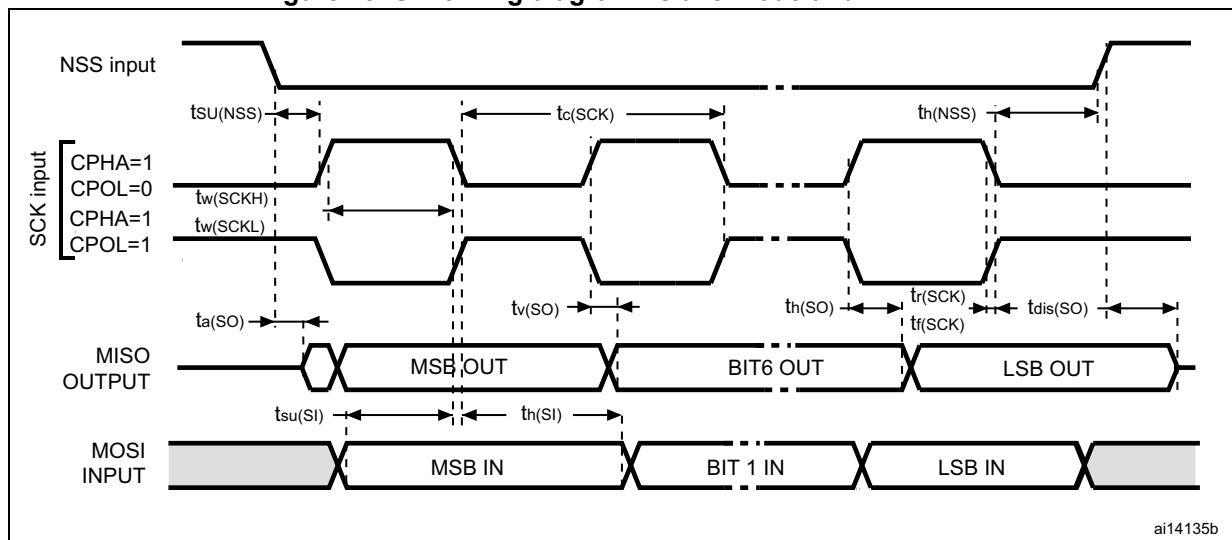 NSS input
tSU(NSS)
tc(SCK)
th(NSS)
SCK input
CPHA=1
CPOL=0
tw(SCKH)
CPHA=1
tw(SCKL)
CPOL=1
ta(SO)
tv(SO)
th(SO)
tr(SCK)
tf(SCK)
tdis(SO)
MISO
OUTPUT
MSB OUT
BIT6 OUT
LSB OUT
tsu(SI)
th(SI)
MOSI
INPUT
MSB IN
BIT 1 IN
LSB IN
ai14135b